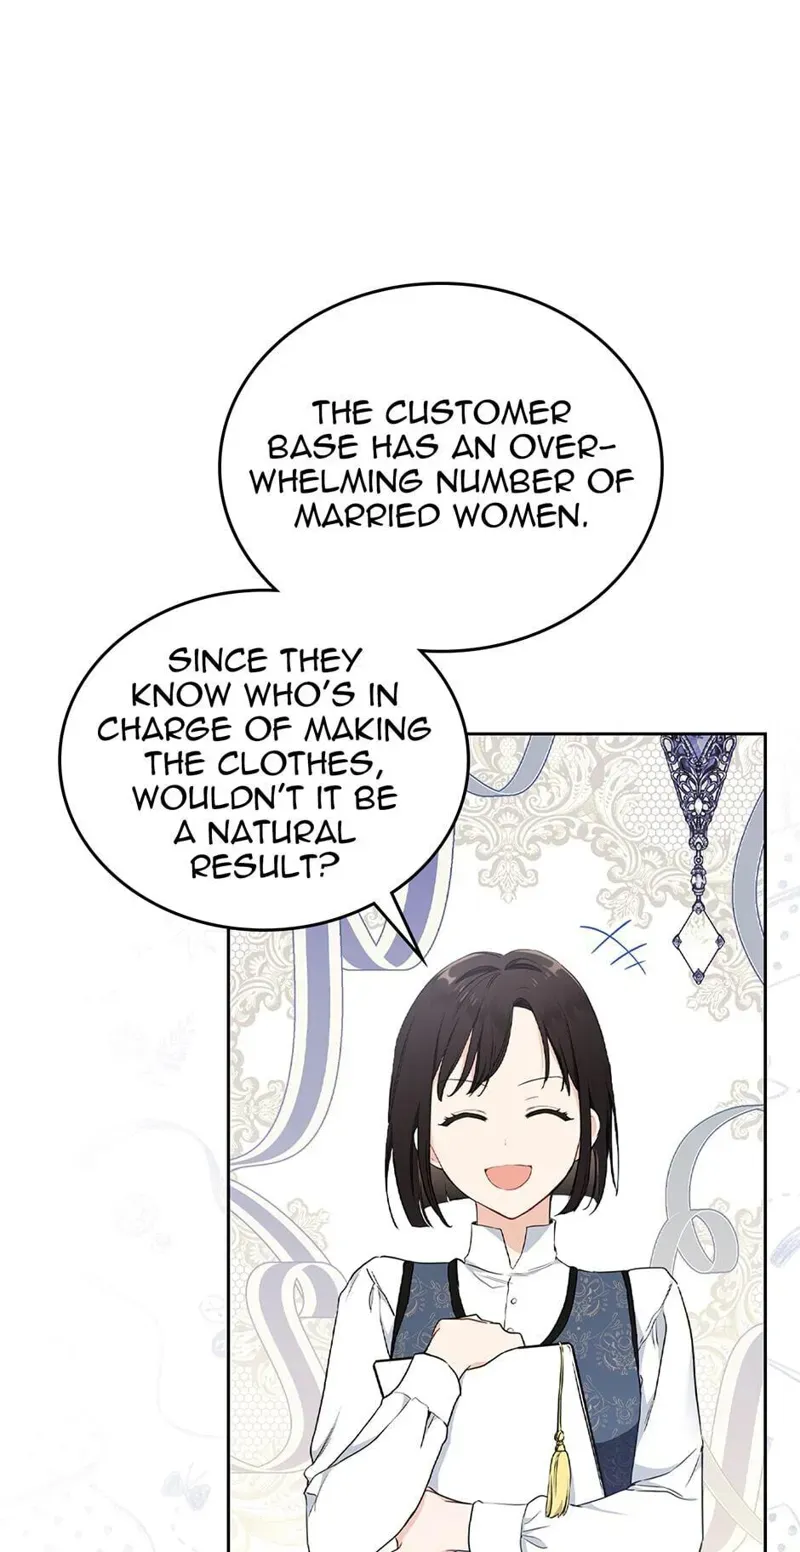 THE CUSTOMER
BASE HAS AN OVER-
WHELMING NUMBER OF
MARRIED WOMEN.
SINCE THEY
KNOW WHO'S IN
CHARGE OF MAKING
THE CLOTHES,
WOULDN'T IT BE
A NATURAL
RESULT?